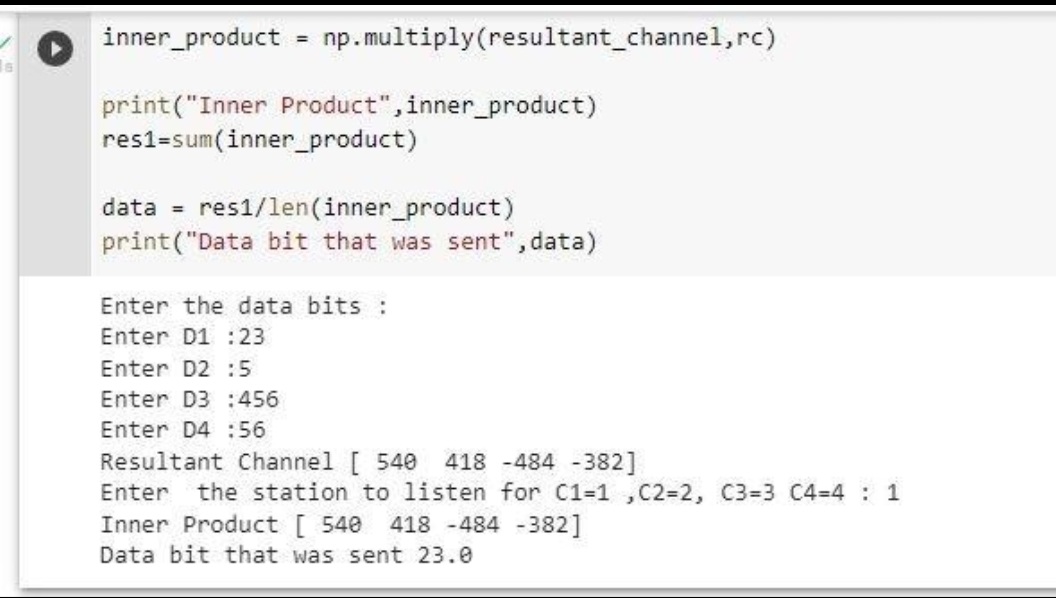 inner_product = np.multiply(resultant_channel,rc)
print("Inner Product",inner_product)
res1=sum(inner_product)
data = res1/len(inner_product)
print("Data bit that was sent",data)
Enter the data bits :
Enter D1 :23
Enter D2 :5
Enter D3 :456
Enter D4 :56
Resultant Channel [ 540  418 -484 -382]
Enter  the station to listen for C1=1 ,C2=2, C3=3 C4=4 : 1
Inner Product [ 540  418 -484 -382]
Data bit that was sent 23.0